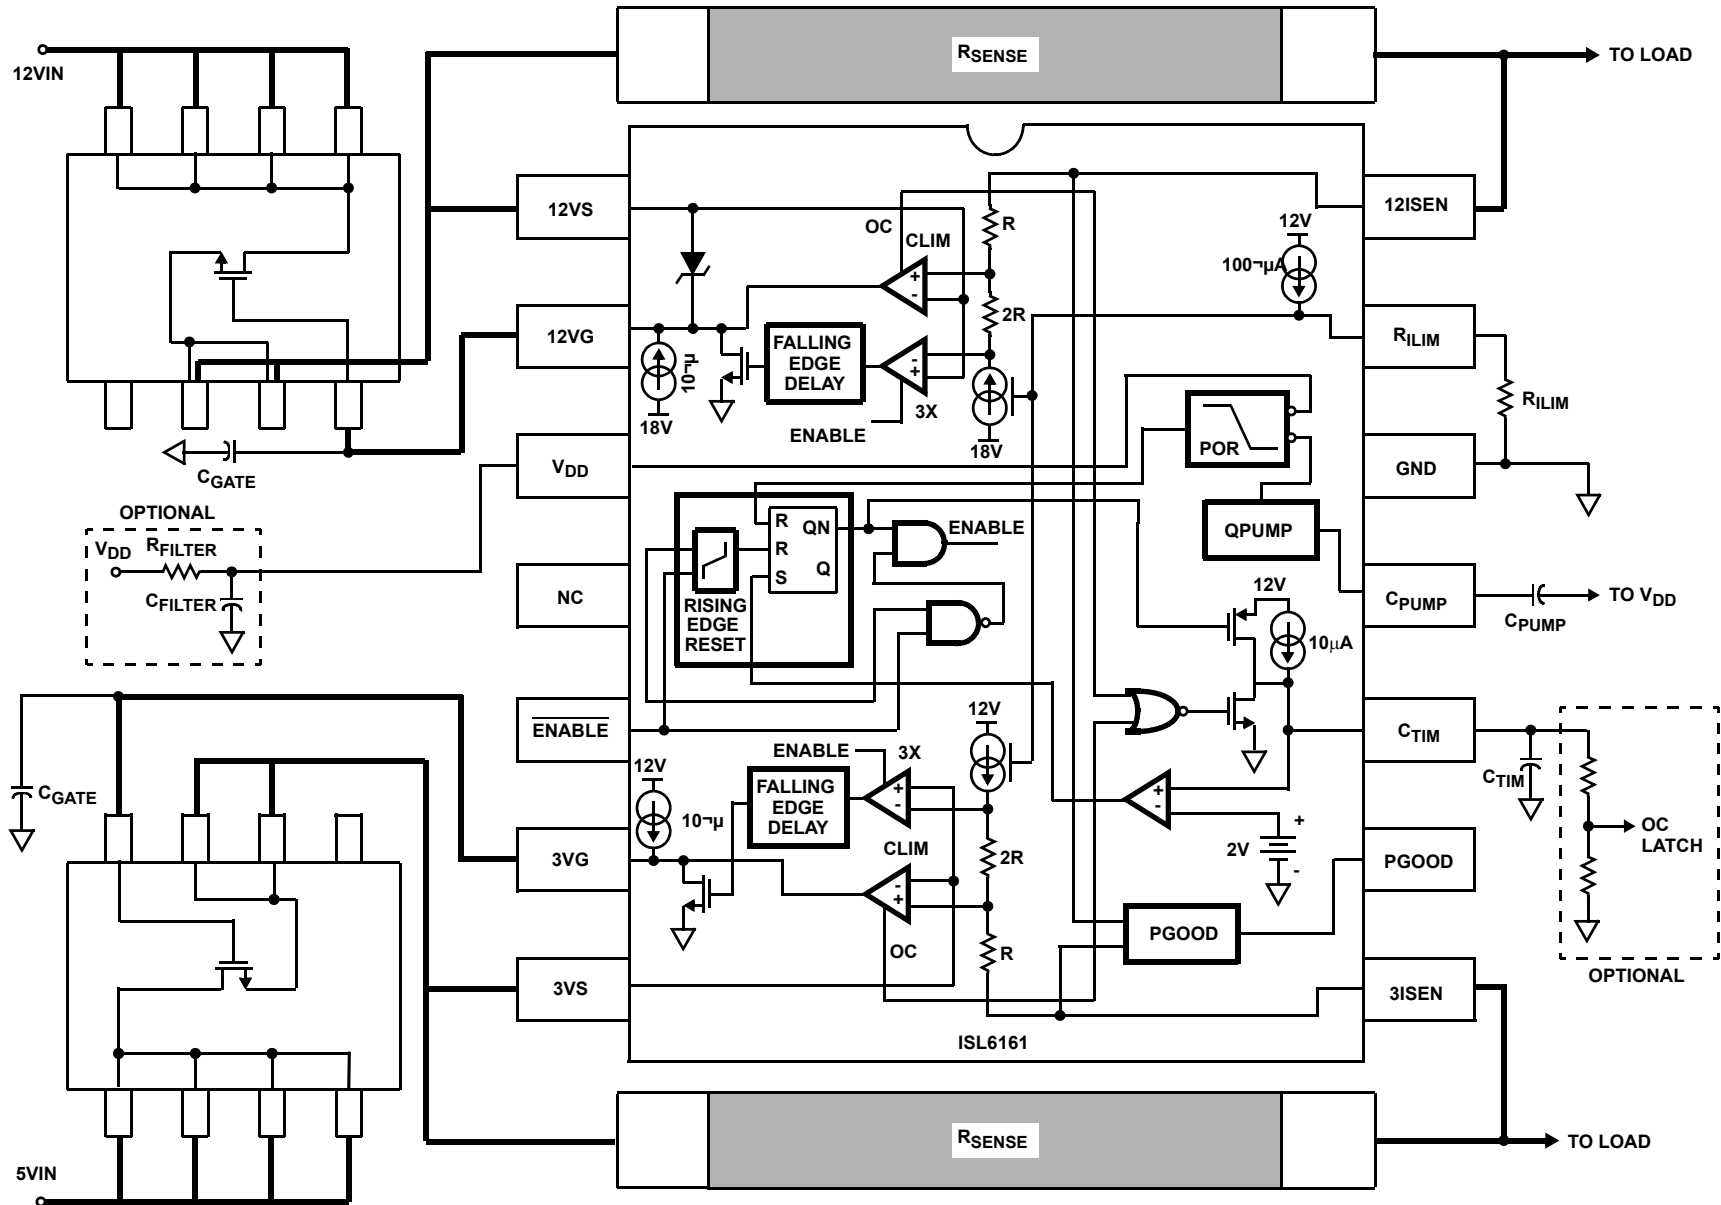 12VIN
RSENSE
TO LOAD
12VS
12VG
VDD
NC
ENABLE
3VG
3VS
12ISEN
RILIM
GND
CPUMP
CTIM
PGOOD
3ISEN
OC
CLIM
R
2R
12V
100¬µA
10¬µ
18V
FALLING
EDGE
DELAY
3X
ENABLE
18V
POR
QPUMP
RILIM
CGATE
OPTIONAL
VDD
RFILTER
CFILTER
R
R
S
QN
Q
RISING
EDGE
RESET
ENABLE
12V
10µA
CPUMP
TO VDD
CGATE
12V
10¬µ
ENABLE
FALLING
EDGE
DELAY
3X
CLIM
OC
12V
2R
R
2V
+
-
PGOOD
CTIM
OC
LATCH
OPTIONAL
+
-
-
+
+
-
-
+
+
-
ISL6161
RSENSE
TO LOAD
5VIN